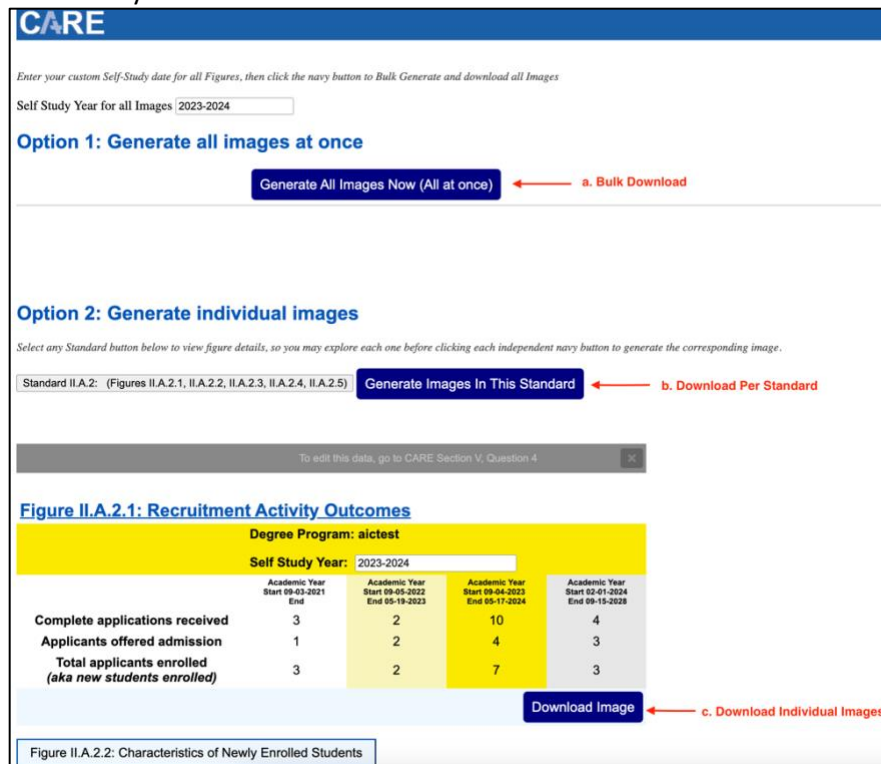 CARE
Enter your custom Self-Study date for all Figures, then click the navy button to Bulk Generate and download all Images
Self Study Year for all Images 2023-2024
Option 1: Generate all images at once
Generate All Images Now (All at once) a. Bulk Download
Option 2: Generate individual images
Select any Standard button below to view figure details, so you may explore each one before clicking each independent navy button to generate the corresponding image.
Standard II.A.2: (Figures II.A.2.1, II.A.2.2, II.A.2.3, II.A.2.4, II.A.2.5) Generate Images In This Standard b. Download Per Standard
To edit this data, go to CARE Section V, Question 4 ×
Figure II.A.2.1: Recruitment Activity Outcomes
Degree Program: aictest
Self Study Year: 2023-2024
Academic Year Academic Year Academic Year Academic Year
Start 09-03-2021 Start 09-05-2022 Start 09-04-2023 Start 02-01-2024
End End 05-19-2023 End 05-17-2024 End 09-15-2028
Complete applications received 3 2 10 4
Applicants offered admission 1 2 4 3
Total applicants enrolled
(aka new students enrolled) 3 2 7 3
Download Image c. Download Individual Images
Figure II.A.2.2: Characteristics of Newly Enrolled Students